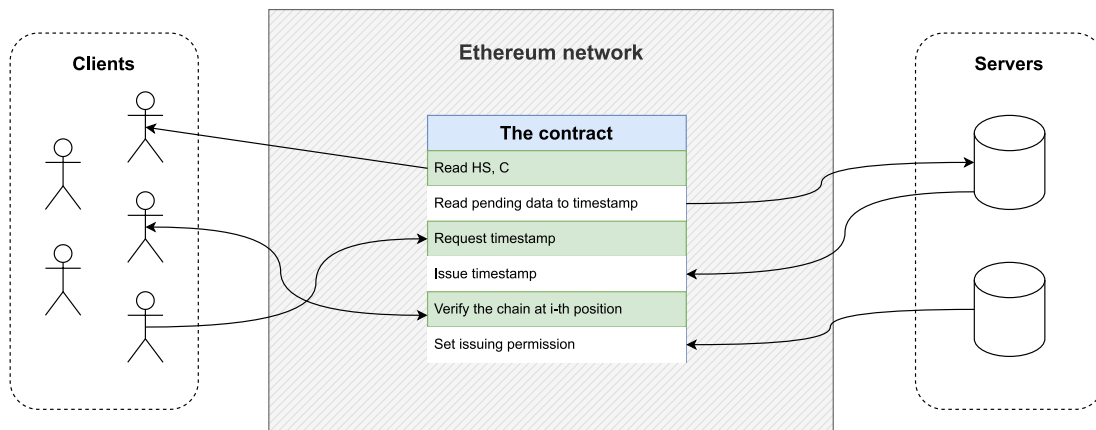 Ethereum network
Clients
Servers
The contract
Read HS, C
Read pending data to timestamp
Request timestamp
Issue timestamp
Verify the chain at i-th position
Set issuing permission